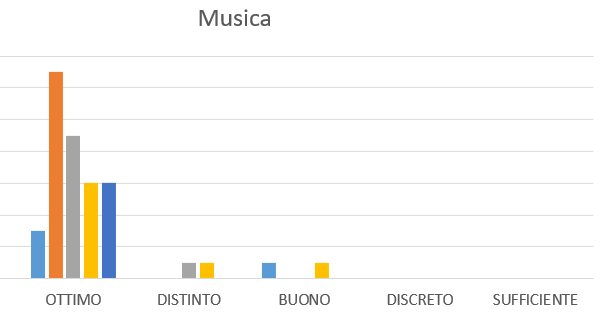 Musica
OTTIMO DISTINTO BUONO DISCRETO SUFFICIENTE